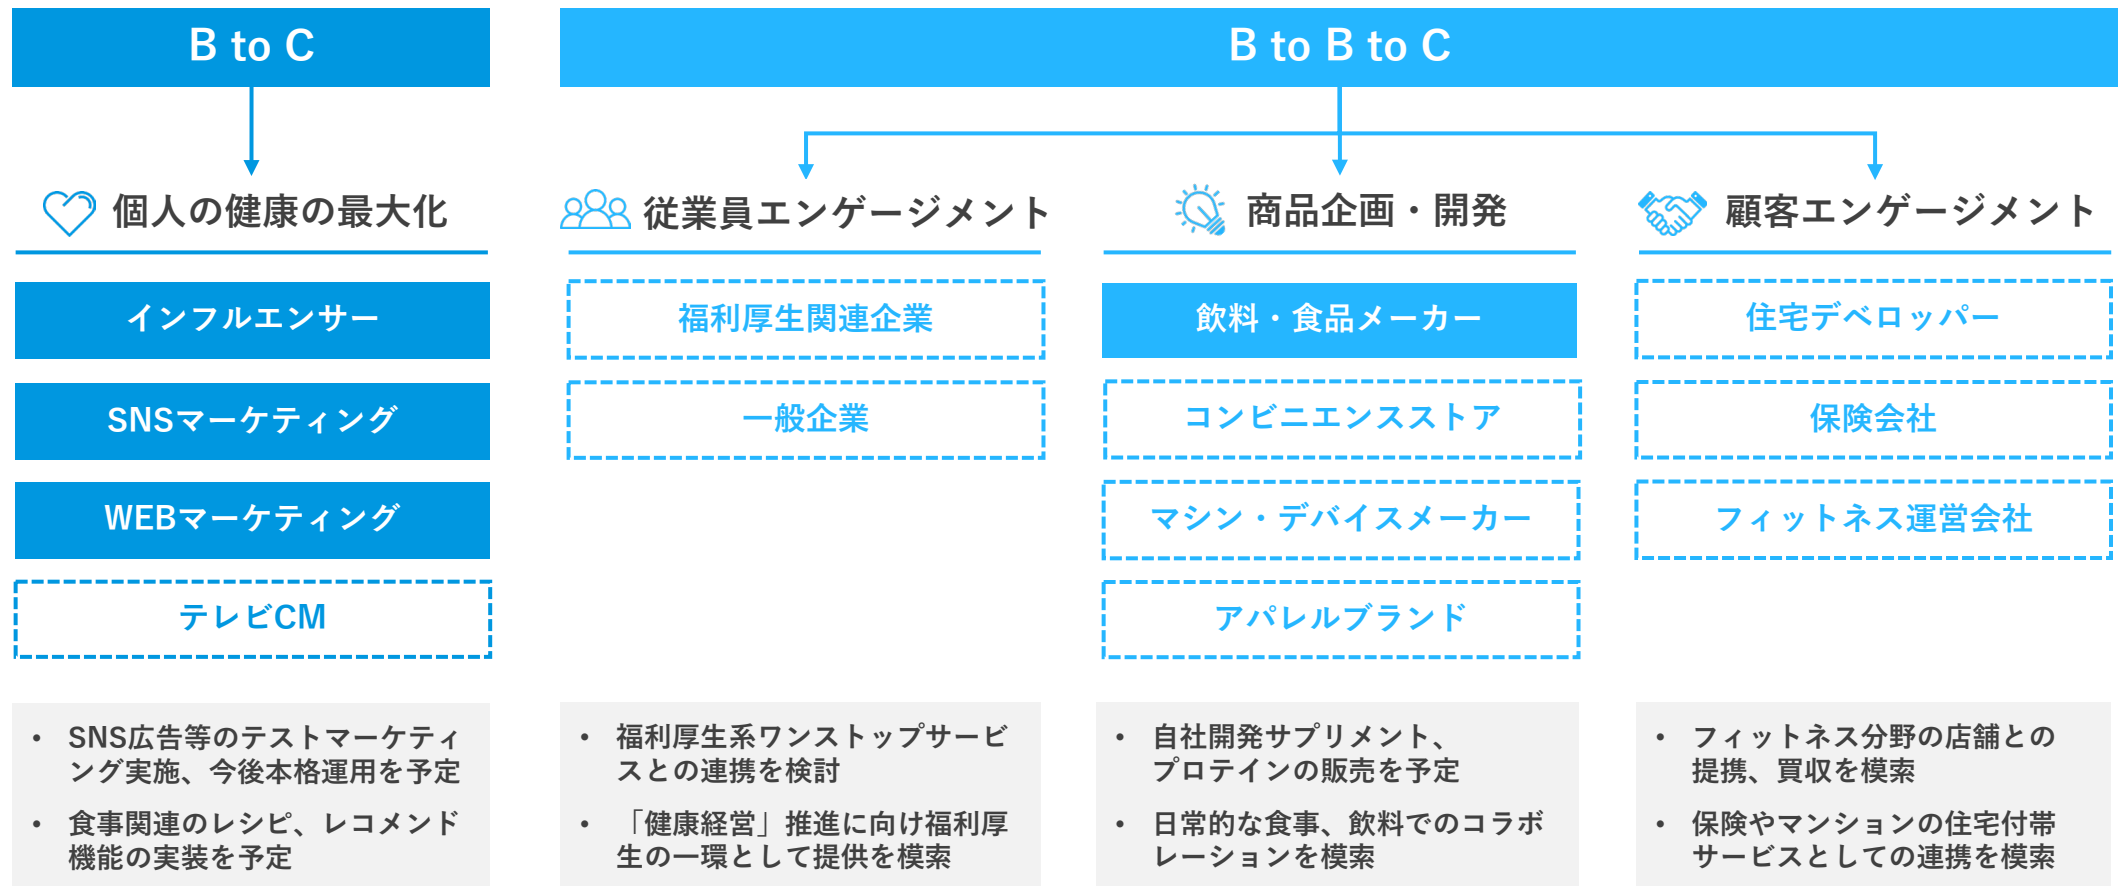 B to C
個人の健康の最大化
インフルエンサー
SNSマーケティング
WEBマーケティング
テレビCM
• SNS広告等のテストマーケティ
ング実施、今後本格運用を予定
• 食事関連のレシピ、レコメンド
機能の実装を予定
B to B to C
従業員エンゲージメント
福利厚生関連企業
一般企業
• 福利厚生系ワンストップサービ
スとの連携を検討
• 「健康経営」推進に向け福利厚
生の一環として提供を模索
商品企画・開発
飲料・食品メーカー
コンビニエンスストア
マシン・デバイスメーカー
アパレルブランド
• 自社開発サプリメント、
プロテインの販売を予定
• 日常的な食事、飲料でのコラボ
レーションを模索
顧客エンゲージメント
住宅デベロッパー
保険会社
フィットネス運営会社
• フィットネス分野の店舗との
提携、買収を模索
• 保険やマンションの住宅付帯
サービスとしての連携を模索